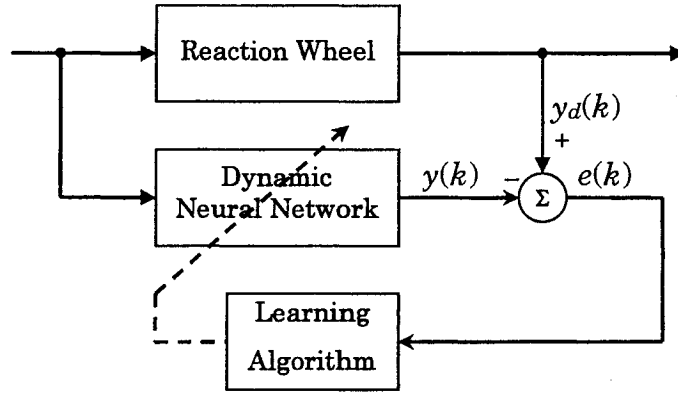 Reaction Wheel
y_d(k)
+
Dynamic
Neural Network
y(k)
−
Σ
e(k)
Learning
Algorithm